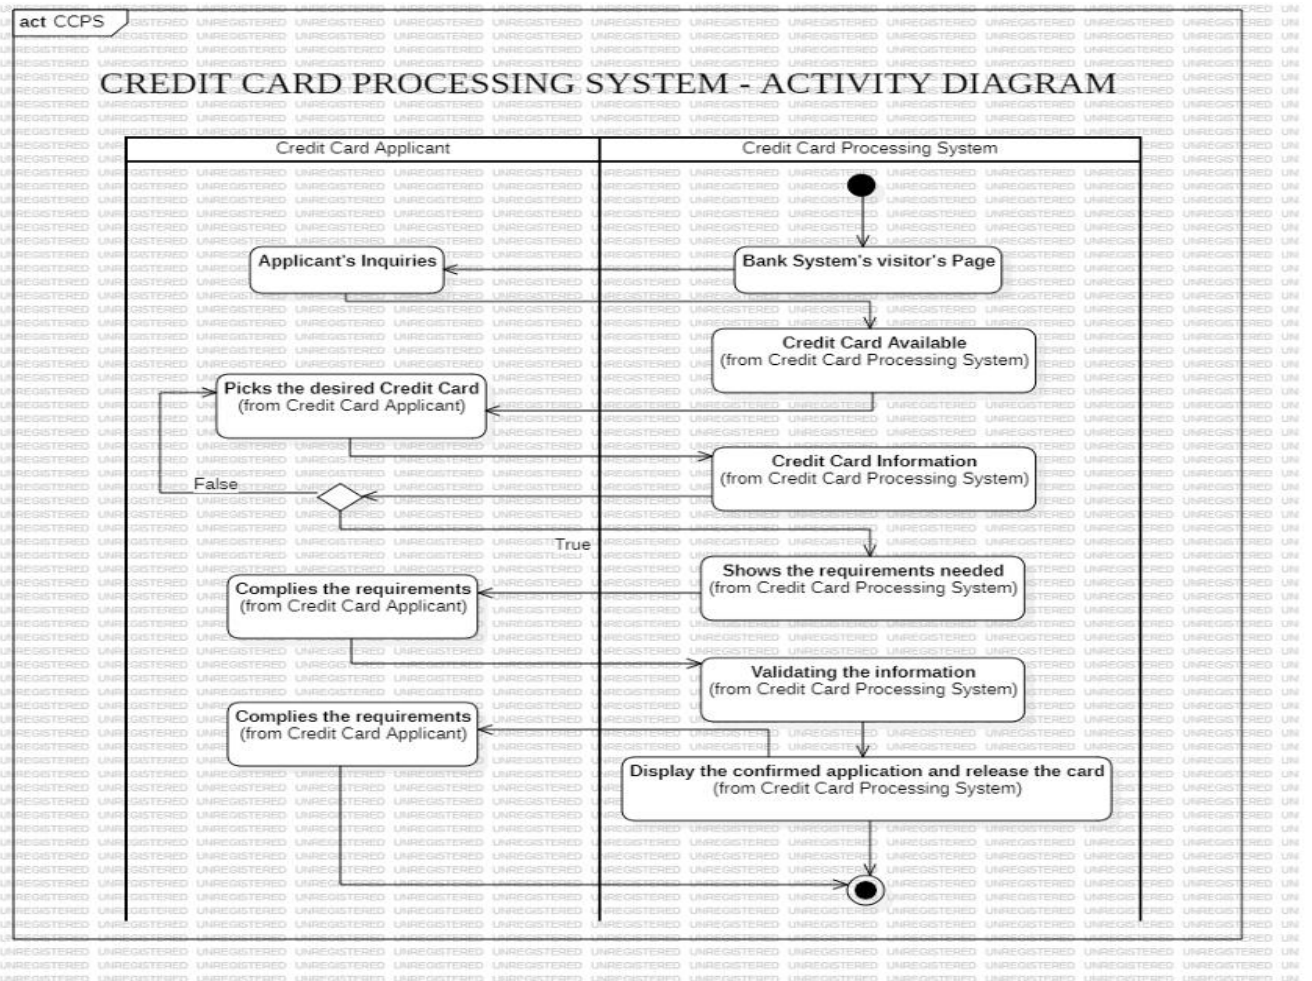 act CCPS
CREDIT CARD PROCESSING SYSTEM - ACTIVITY DIAGRAM
Credit Card Applicant
Credit Card Processing System
Applicant's Inquiries
Bank System's visitor's Page
Credit Card Available
(from Credit Card Processing System)
Picks the desired Credit Card
(from Credit Card Applicant)
Credit Card Information
(from Credit Card Processing System)
False
True
Shows the requirements needed
(from Credit Card Processing System)
Complies the requirements
(from Credit Card Applicant)
Validating the information
(from Credit Card Processing System)
Complies the requirements
(from Credit Card Applicant)
Display the confirmed application and release the card
(from Credit Card Processing System)
UNREGISTERED